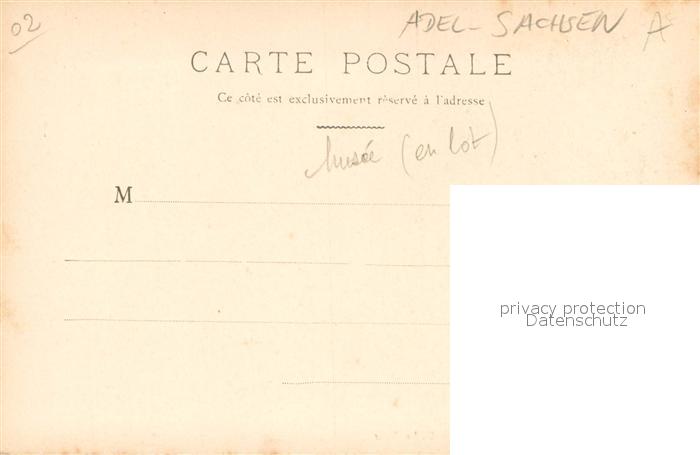 02
ADEL-SACHSEN A
CARTE POSTALE
Ce côté est exclusivement réservé à l'adresse
Musée (en lot)
M
privacy protection
Datenschutz